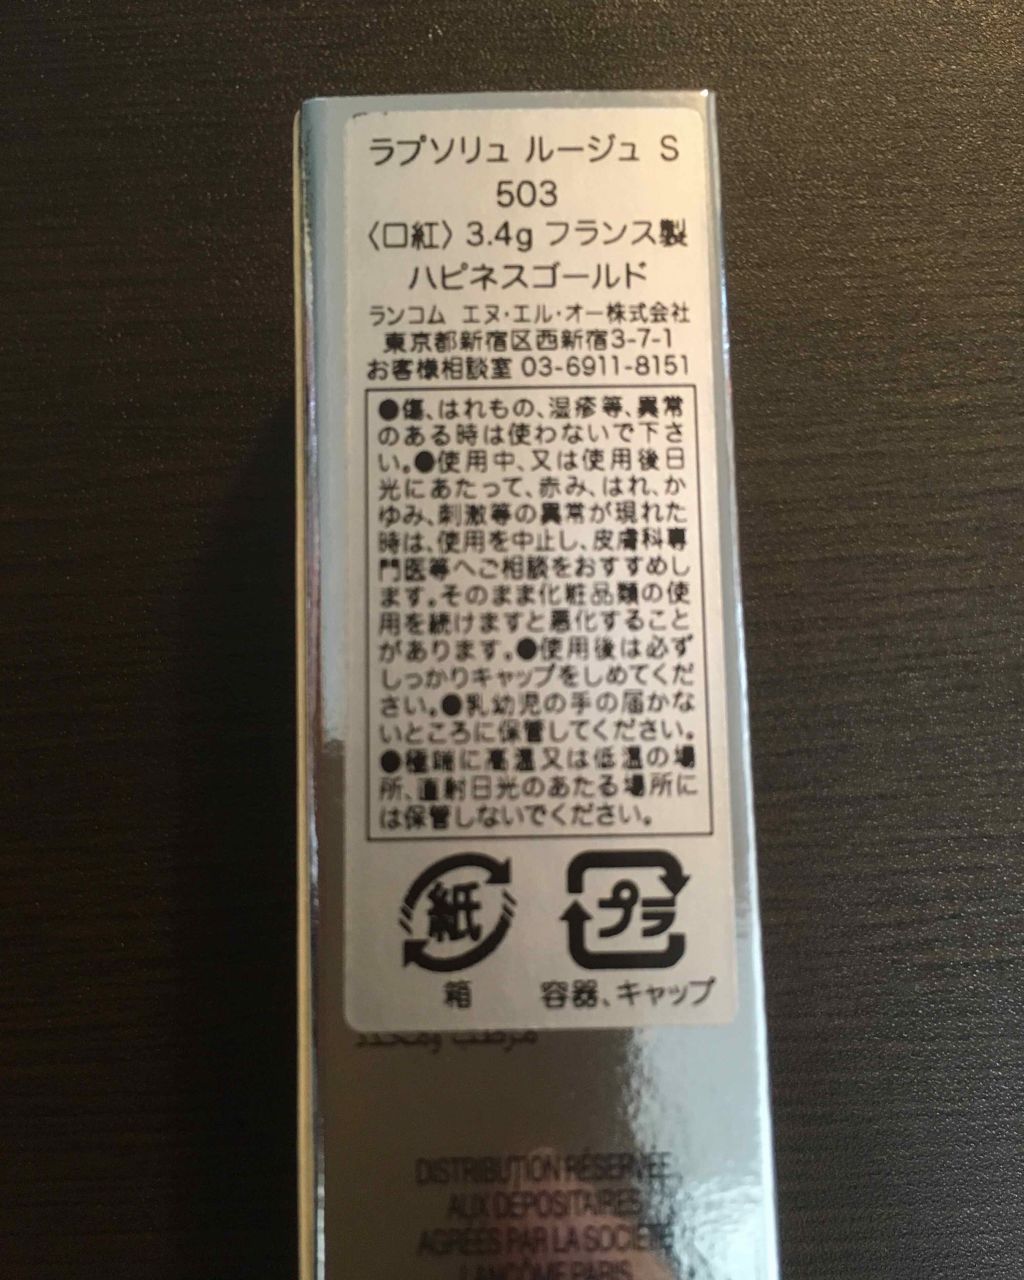 ラプソリュ ルージュ S
503
〈口紅〉3.4g フランス製
ハピネスゴールド
ランコム エヌ・エル・オー株式会社
東京都新宿区西新宿3-7-1
お客様相談室 03-6911-8151
●傷、はれもの、湿疹等、異常
のある時は使わないで下さ
い。●使用中、又は使用後日
光にあたって、赤み、はれ、か
ゆみ、刺激等の異常が現れた
時は、使用を中止し、皮膚科専
門医等へご相談をおすすめし
ます。そのまま化粧品類の使
用を続けますと悪化すること
があります。●使用後は必ず
しっかりキャップをしめてくだ
さい。●乳幼児の手の届かな
いところに保管してください。
●極端に高温又は低温の場
所、直射日光のあたる場所に
は保管しないでください。
紙
プラ
箱
容器、キャップ
DISTRIBUTION RÉSERVÉE
AUX DÉPOSITAIRES
AGRÉÉS PAR LA SOCIÉTÉ
LANCÔME PARIS